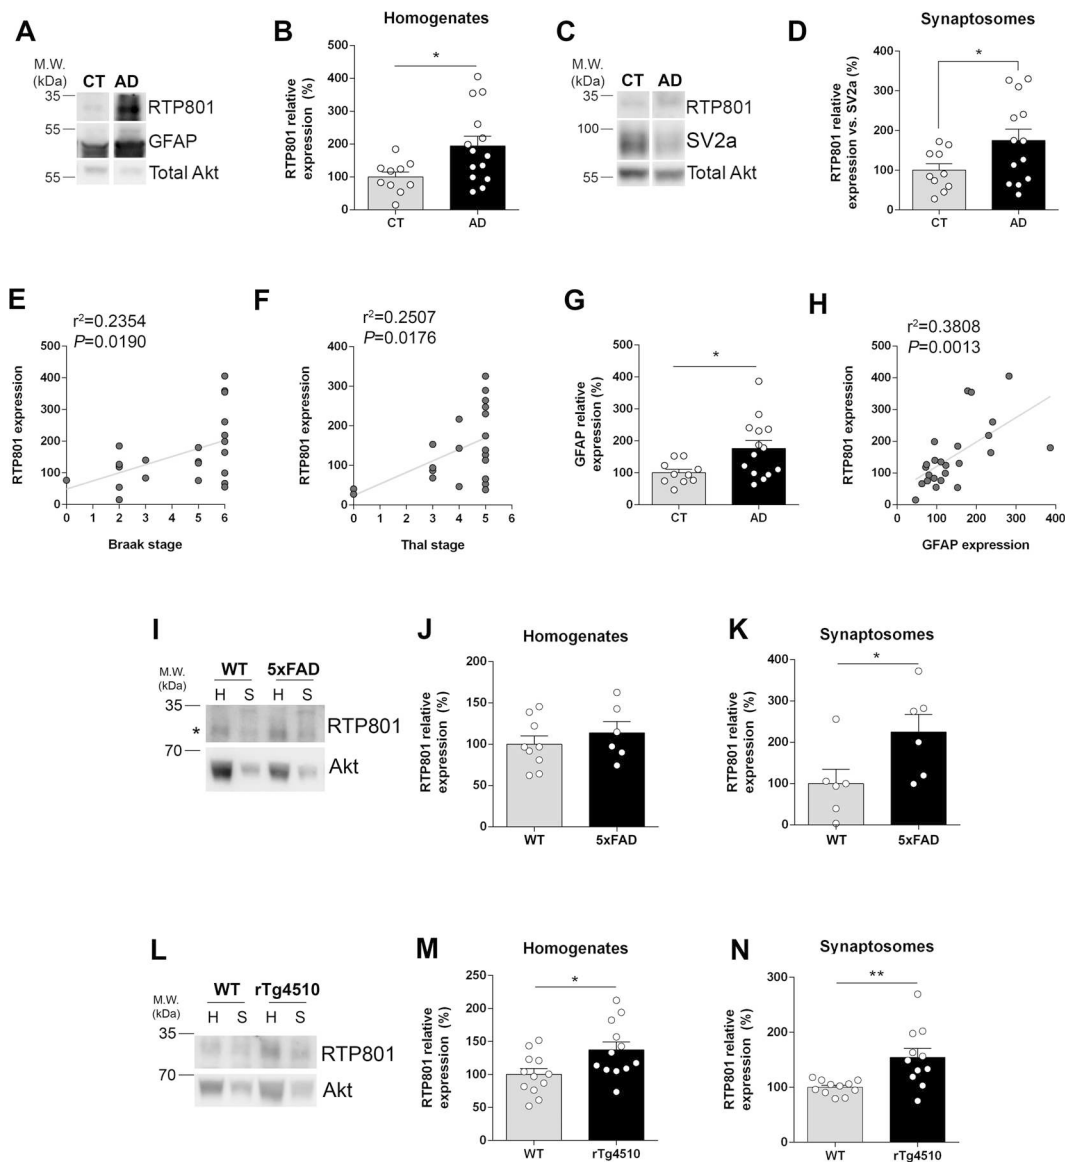 A
M.W.
(kDa)
CT AD
35
RTP801
55
GFAP
Total Akt
55
B
Homogenates
*
RTP801 relative
expression (%)
500
400
300
200
100
0
CT AD
C
M.W.
(kDa)
CT AD
35
RTP801
100
SV2a
Total Akt
55
D
Synaptosomes
*
RTP801 relative
expression vs. SV2a (%)
400
300
200
100
0
CT AD
E
r²=0.2354
P=0.0190
RTP801 expression
500
400
300
200
100
0
0 1 2 3 4 5 6
Braak stage
F
r²=0.2507
P=0.0176
RTP801 expression
400
300
200
100
0
0 1 2 3 4 5 6
Thal stage
G
*
GFAP relative
expression (%)
500
400
300
200
100
0
CT AD
H
r²=0.3808
P=0.0013
RTP801 expression
500
400
300
200
100
0
0 100 200 300 400
GFAP expression
I
M.W.
(kDa)
WT 5xFAD
H S H S
35
RTP801
*
70
Akt
J
Homogenates
RTP801 relative
expression (%)
200
150
100
50
0
WT 5xFAD
K
Synaptosomes
*
RTP801 relative
expression (%)
400
300
200
100
0
WT 5xFAD
L
M.W.
(kDa)
WT rTg4510
H S H S
35
RTP801
70
Akt
M
Homogenates
*
RTP801 relative
expression (%)
250
200
150
100
50
0
WT rTg4510
N
Synaptosomes
**
RTP801 relative
expression (%)
300
200
100
0
WT rTg4510